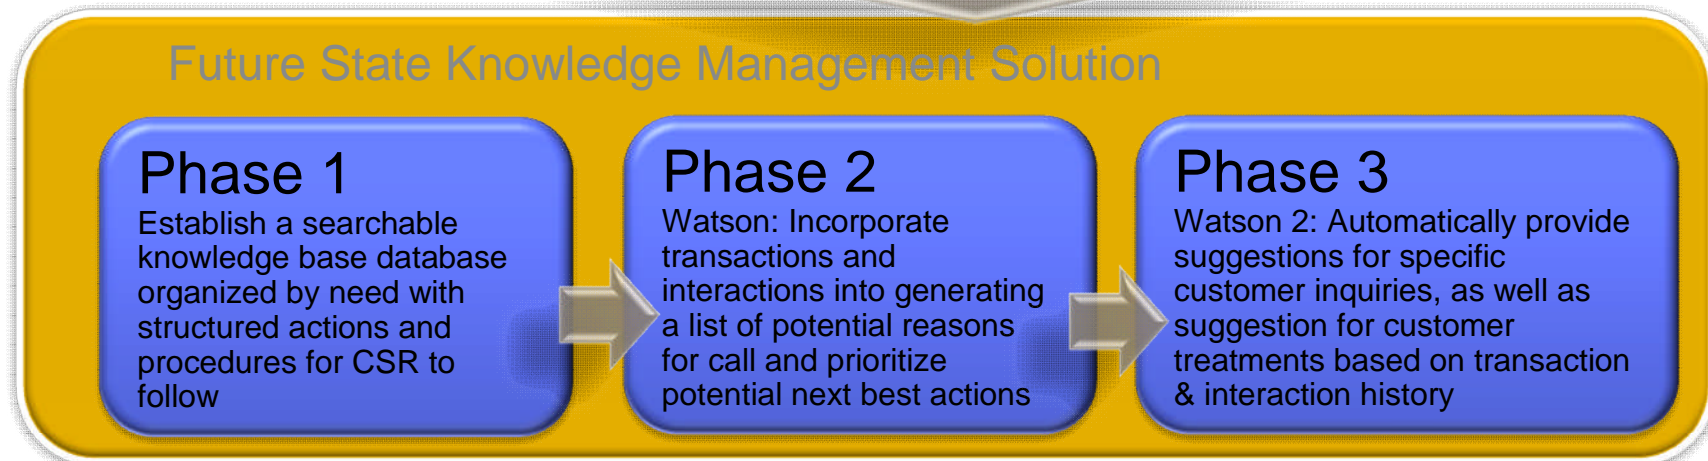 Future State Knowledge Management Solution
Phase 1
Establish a searchable
knowledge base database
organized by need with
structured actions and
procedures for CSR to
follow
Phase 2
Watson: Incorporate
transactions and
interactions into generating
a list of potential reasons
for call and prioritize
potential next best actions
Phase 3
Watson 2: Automatically provide
suggestions for specific
customer inquiries, as well as
suggestion for customer
treatments based on transaction
& interaction history